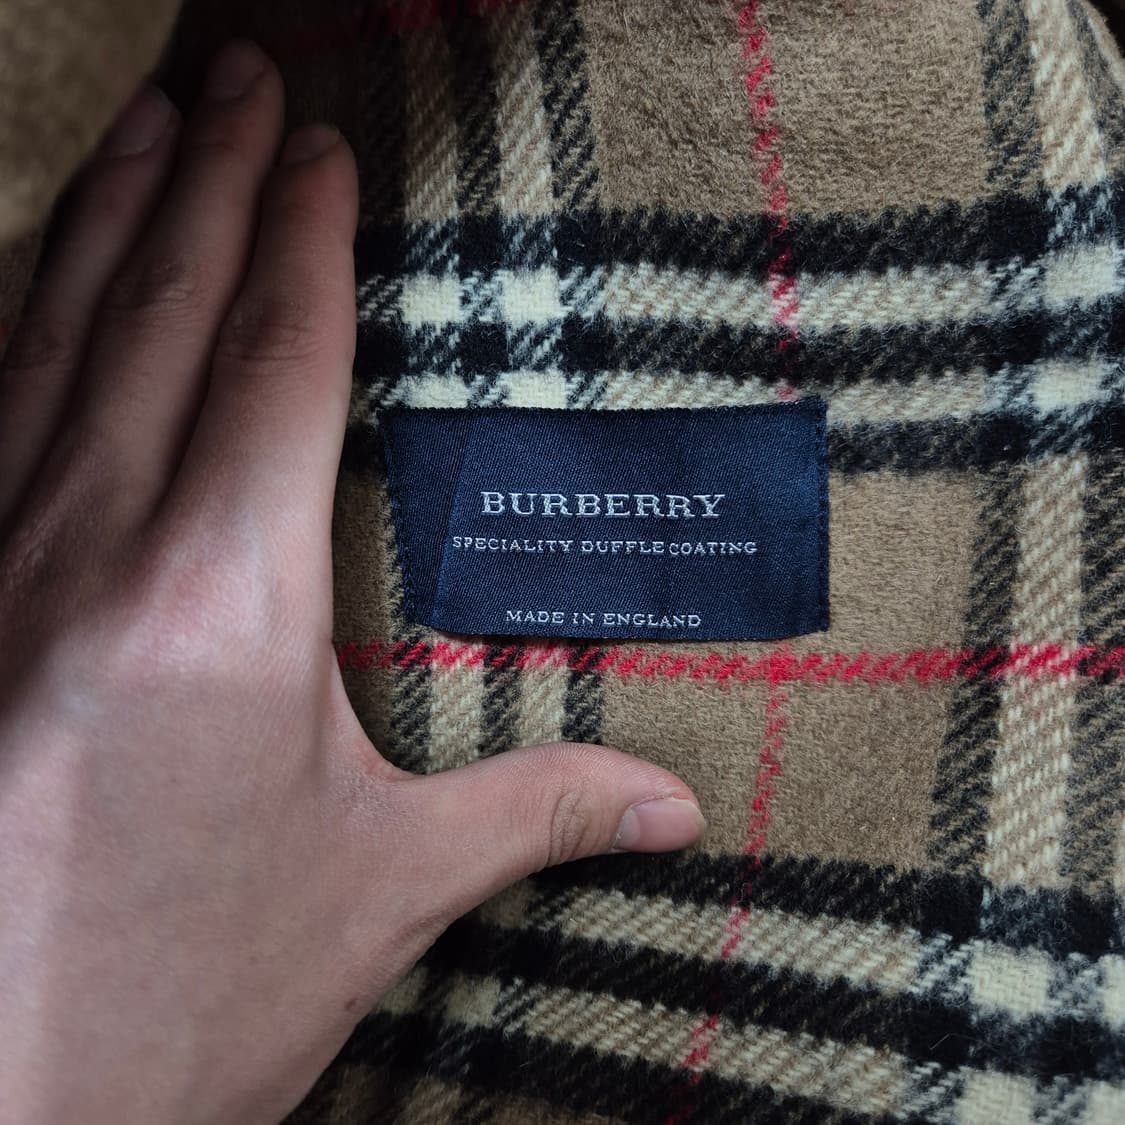 BURBERRY
SPECIALITY DUFFLE COATING
MADE IN ENGLAND